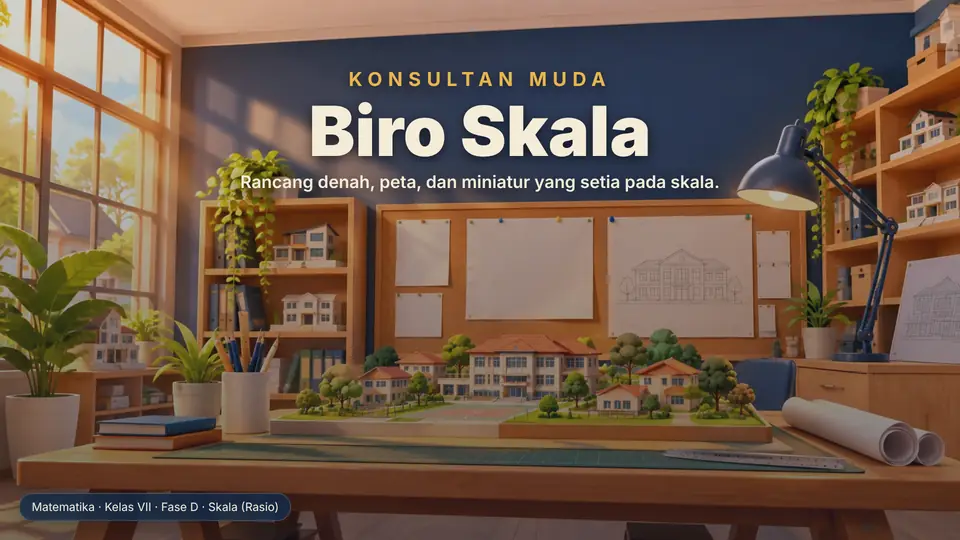 KONSULTAN MUDA
Biro Skala
Rancang denah, peta, dan miniatur yang setia pada skala.
Matematika · Kelas VII · Fase D · Skala (Rasio)